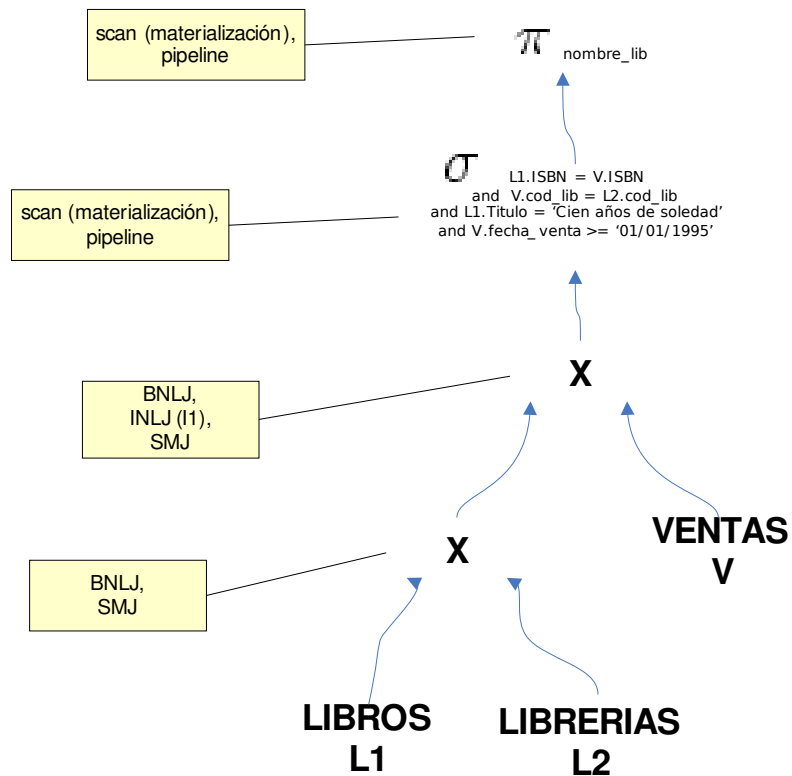 scan (materialización),
pipeline
π nombre_lib
σ L1.ISBN = V.ISBN
and V.cod_lib = L2.cod_lib
and L1.Titulo = ‘Cien años de soledad’
and V.fecha_venta >= ‘01/01/1995’
scan (materialización),
pipeline
X
BNLJ,
INLJ (I1),
SMJ
VENTAS
V
X
BNLJ,
SMJ
LIBROS
L1
LIBRERIAS
L2